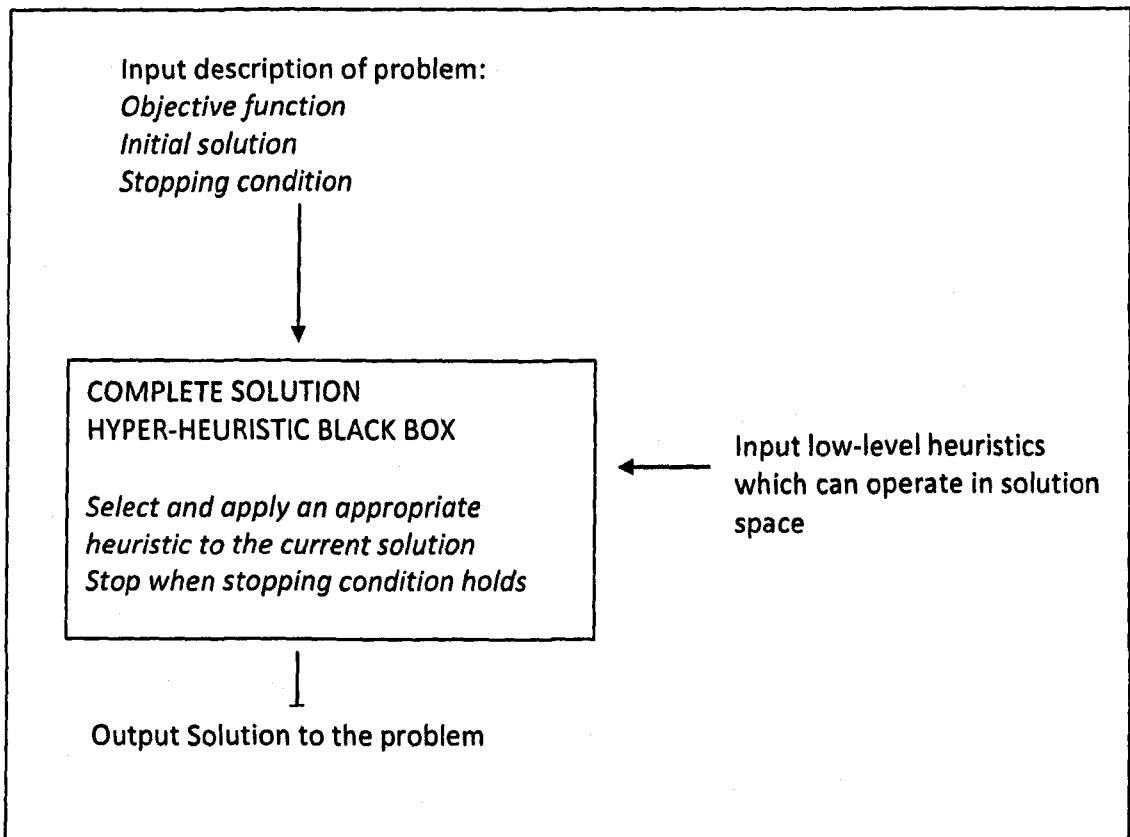 Input description of problem:
Objective function
Initial solution
Stopping condition
COMPLETE SOLUTION
HYPER-HEURISTIC BLACK BOX
Select and apply an appropriate
heuristic to the current solution
Stop when stopping condition holds
Input low-level heuristics
which can operate in solution
space
Output Solution to the problem